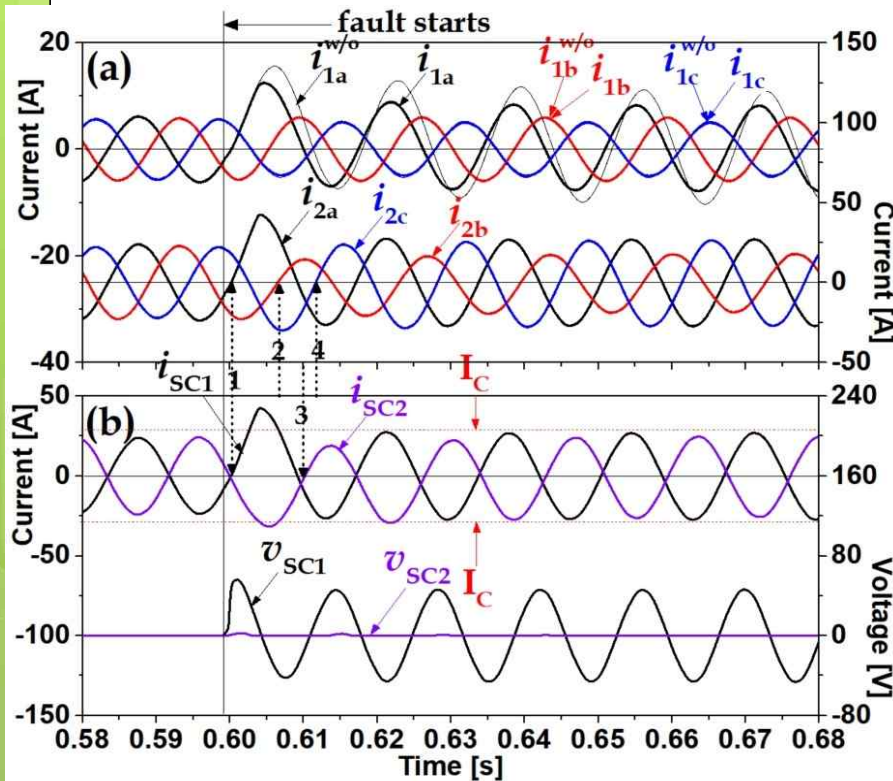 fault starts
(a)
i1a^w/o i1a i1b^w/o i1b i1c^w/o i1c
i2a i2c i2b
20
0
-20
-40
Current [A]
150
100
50
0
-50
Current [A]
1 2 3 4
(b)
iSC1 iSC2 IC
IC
vSC1 vSC2
50
0
-50
-100
-150
Current [A]
240
160
80
0
-80
Voltage [V]
0.58 0.59 0.60 0.61 0.62 0.63 0.64 0.65 0.66 0.67 0.68
Time [s]